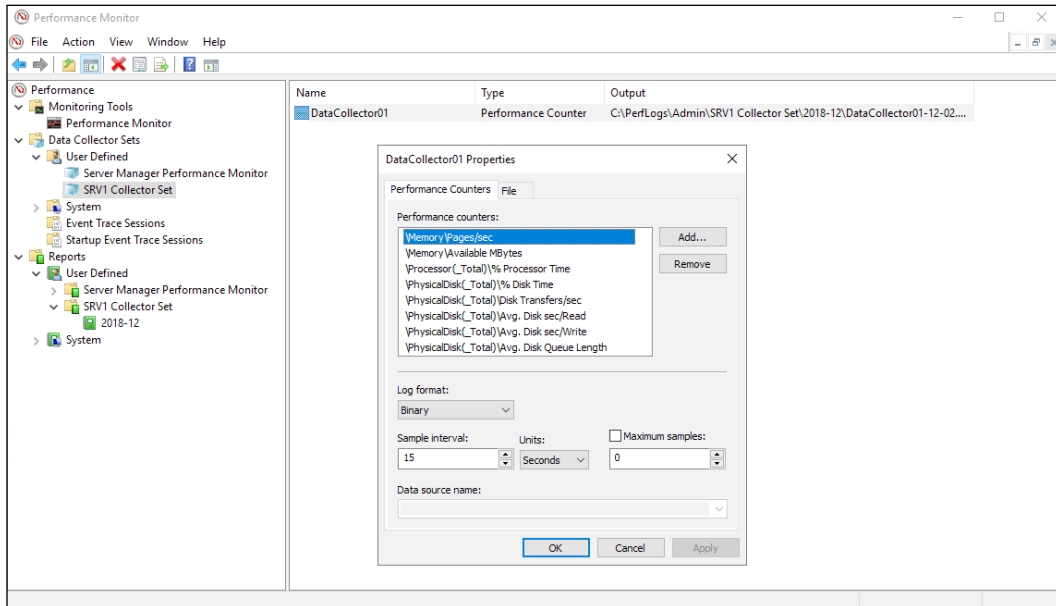 Performance Monitor
File Action View Window Help
Performance
Monitoring Tools
Performance Monitor
Data Collector Sets
User Defined
Server Manager Performance Monitor
SRV1 Collector Set
System
Event Trace Sessions
Startup Event Trace Sessions
Reports
User Defined
Server Manager Performance Monitor
SRV1 Collector Set
2018-12
System
Name Type Output
DataCollector01 Performance Counter C:\PerfLogs\Admin\SRV1 Collector Set\2018-12\DataCollector01-12-02....
DataCollector01 Properties
Performance Counters File
Performance counters:
\Memory\Pages/sec
\Memory\Available MBytes
\Processor(_Total)\% Processor Time
\PhysicalDisk(_Total)\% Disk Time
\PhysicalDisk(_Total)\Disk Transfers/sec
\PhysicalDisk(_Total)\Avg. Disk sec/Read
\PhysicalDisk(_Total)\Avg. Disk sec/Write
\PhysicalDisk(_Total)\Avg. Disk Queue Length
Add...
Remove
Log format:
Binary
Sample interval: Units: Maximum samples:
15 Seconds 0
Data source name:
OK Cancel Apply